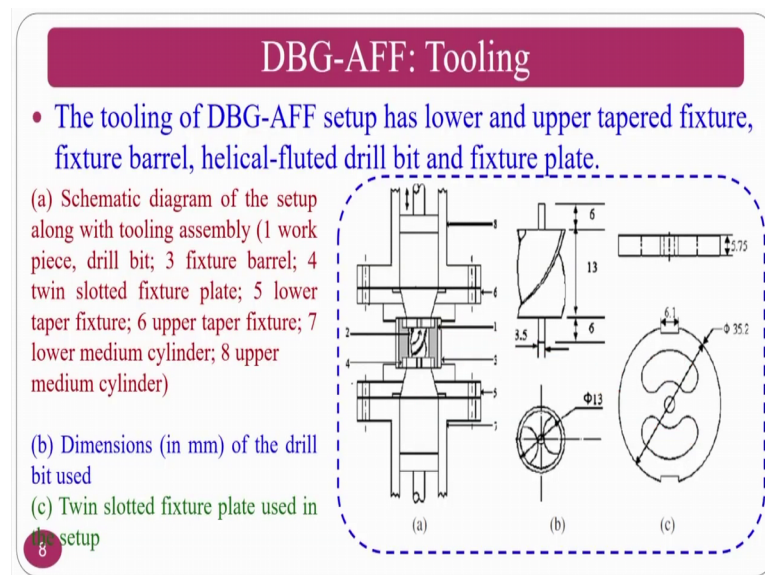 DBG-AFF: Tooling
• The tooling of DBG-AFF setup has lower and upper tapered fixture,
fixture barrel, helical-fluted drill bit and fixture plate.
(a) Schematic diagram of the setup
along with tooling assembly (1 work
piece, drill bit; 3 fixture barrel; 4
twin slotted fixture plate; 5 lower
taper fixture; 6 upper taper fixture; 7
lower medium cylinder; 8 upper
medium cylinder)
(b) Dimensions (in mm) of the drill
bit used
(c) Twin slotted fixture plate used in
the setup
8
8
6
2
1
4
3
5
7
(a)
6
13
6
3.5
Φ13
(b)
5.75
6.1
Φ 35.2
(c)